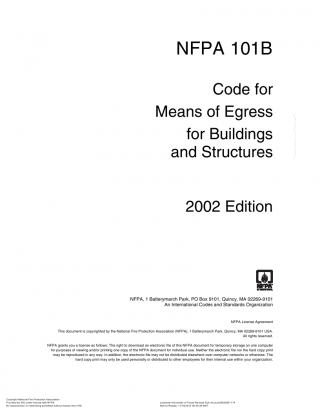 NFPA 101B
Code for
Means of Egress
for Buildings
and Structures
2002 Edition
NFPA
NFPA, 1 Batterymarch Park, PO Box 9101, Quincy, MA 02269-9101
An International Codes and Standards Organization
NFPA License Agreement
This document is copyrighted by the National Fire Protection Association (NFPA), 1 Batterymarch Park, Quincy, MA 02269-9101 USA.
All rights reserved.
NFPA grants you a license as follows: The right to download an electronic file of this NFPA document for temporary storage on one computer
for purposes of viewing and/or printing one copy of the NFPA document for individual use. Neither the electronic file nor the hard copy print
may be reproduced in any way. In addition, the electronic file may not be distributed elsewhere over computer networks or otherwise. The
hard copy print may only be used personally or distributed to other employees for their internal use within your organization.
Copyright National Fire Protection Association